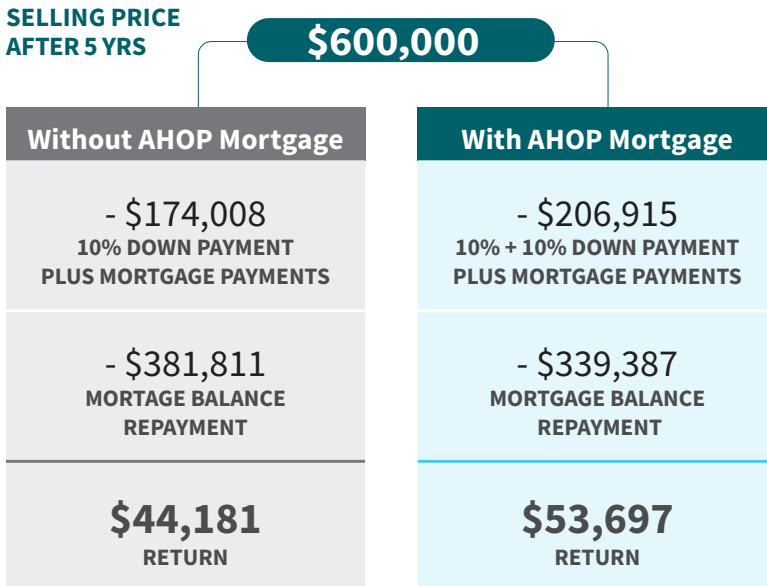 SELLING PRICE
AFTER 5 YRS
$600,000
Without AHOP Mortgage
- $174,008
10% DOWN PAYMENT
PLUS MORTGAGE PAYMENTS
- $381,811
MORTAGE BALANCE
REPAYMENT
$44,181
RETURN
With AHOP Mortgage
- $206,915
10% + 10% DOWN PAYMENT
PLUS MORTGAGE PAYMENTS
- $339,387
MORTGAGE BALANCE
REPAYMENT
$53,697
RETURN